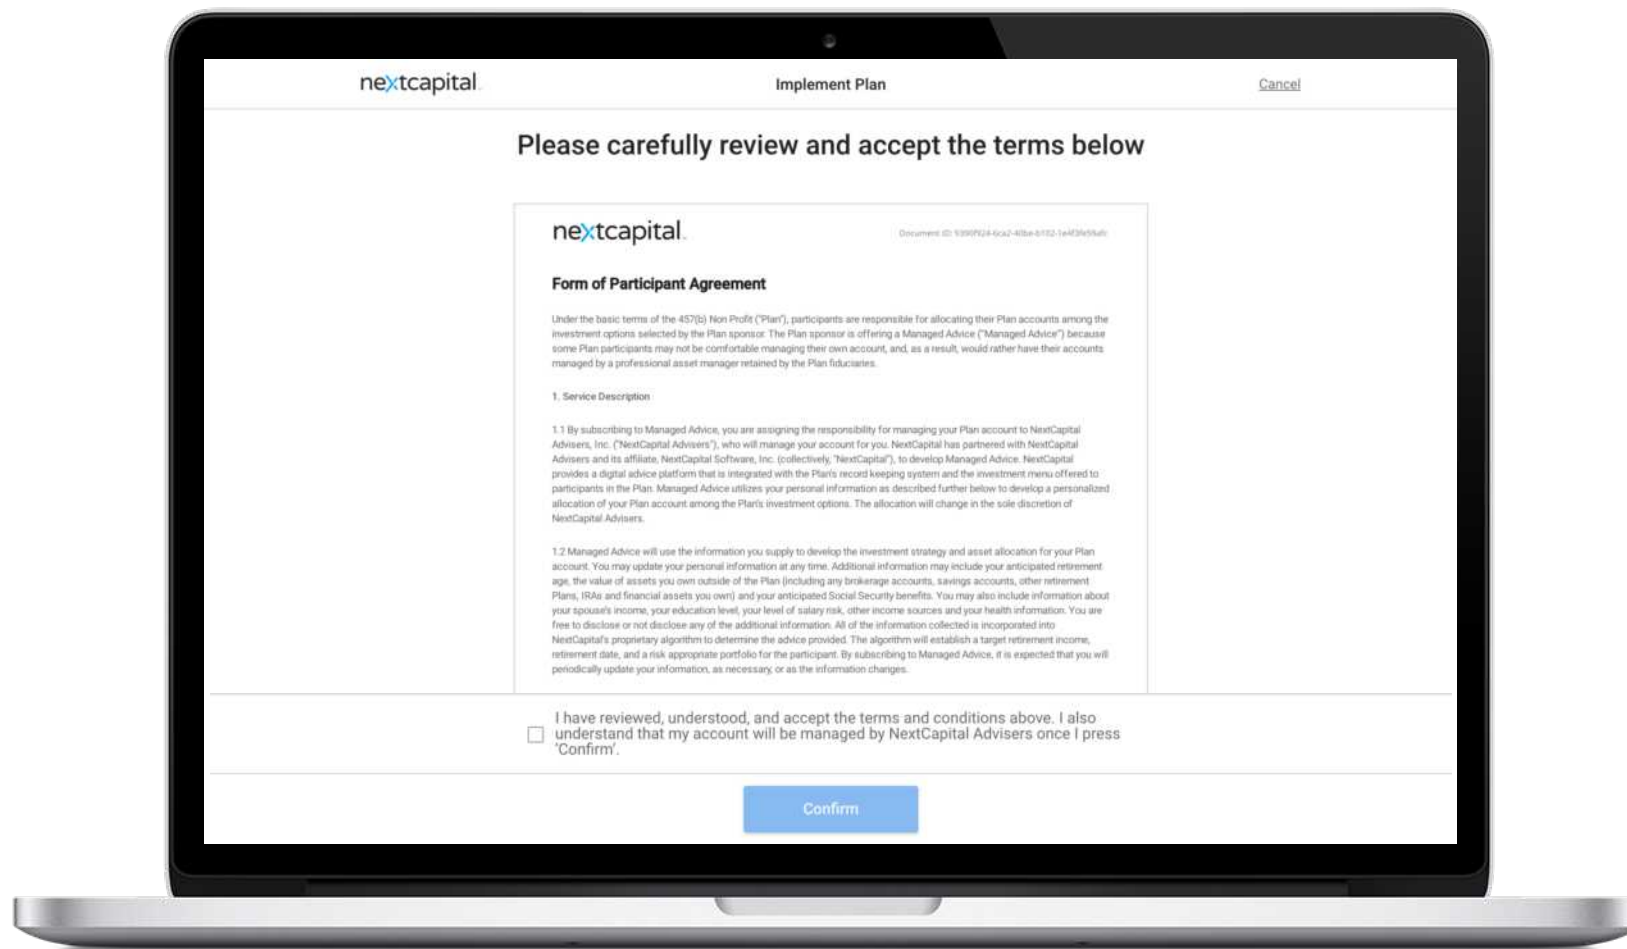 nextcapital
Implement Plan
Cancel
Please carefully review and accept the terms below
nextcapital
Document ID:
Form of Participant Agreement
Under the basic terms of the 457(b) Non Profit ("Plan"), participants are responsible for allocating their Plan accounts among the
investment options selected by the Plan sponsor. The Plan sponsor is offering a Managed Advice ("Managed Advice") because
some Plan participants may not be comfortable managing their own account, and, as a result, would rather have their accounts
managed by a professional asset manager retained by the Plan fiduciaries.
1. Service Description
1.1 By subscribing to Managed Advice, you are assigning the responsibility for managing your Plan account to NextCapital
Advisers, Inc. ("NextCapital Advisers"), who will manage your account for you. NextCapital has partnered with NextCapital
Advisers and its affiliate, NextCapital Software, Inc. (collectively, "NextCapital"), to develop Managed Advice. NextCapital
provides a digital advice platform that is integrated with the Plan's record keeping system and the investment menu offered to
participants in the Plan. Managed Advice utilizes your personal information as described further below to develop a personalized
allocation of your Plan account among the Plan's investment options. The allocation will change in the sole discretion of
NextCapital Advisers.
1.2 Managed Advice will use the information you supply to develop the investment strategy and asset allocation for your Plan
account. You may update your personal information at any time. Additional information may include your anticipated retirement
age, the value of assets you own outside of the Plan (including any brokerage accounts, savings accounts, other retirement
Plans, IRAs and financial assets you own) and your anticipated Social Security benefits. You may also include information about
your spouse's income, your education level, your level of salary risk, other income sources and your health information. You are
free to disclose or not disclose any of the additional information. All of the information collected is incorporated into
NextCapital's proprietary algorithm to determine the advice provided. The algorithm will establish a target retirement income,
retirement date, and a risk appropriate portfolio for the participant. By subscribing to Managed Advice, it is expected that you will
periodically update your information, as necessary, or as the information changes.
I have reviewed, understood, and accept the terms and conditions above. I also
understand that my account will be managed by NextCapital Advisers once I press
'Confirm'.
Confirm